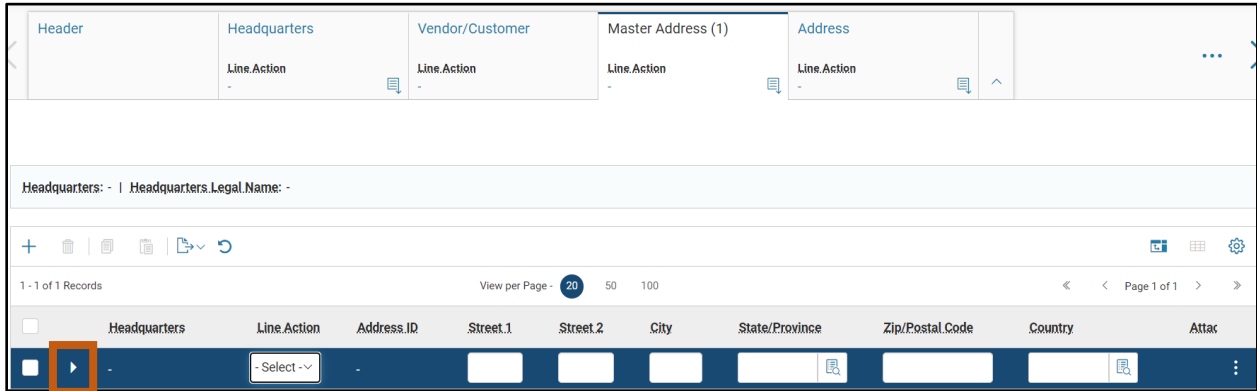 Header Headquarters Vendor/Customer Master Address (1) Address
Line Action Line Action Line Action Line Action
- - - -
Headquarters: - | Headquarters Legal Name: -
1 - 1 of 1 Records View per Page - 20 50 100 Page 1 of 1
Headquarters Line Action Address ID Street 1 Street 2 City State/Province Zip/Postal Code Country Attac
- - Select - -